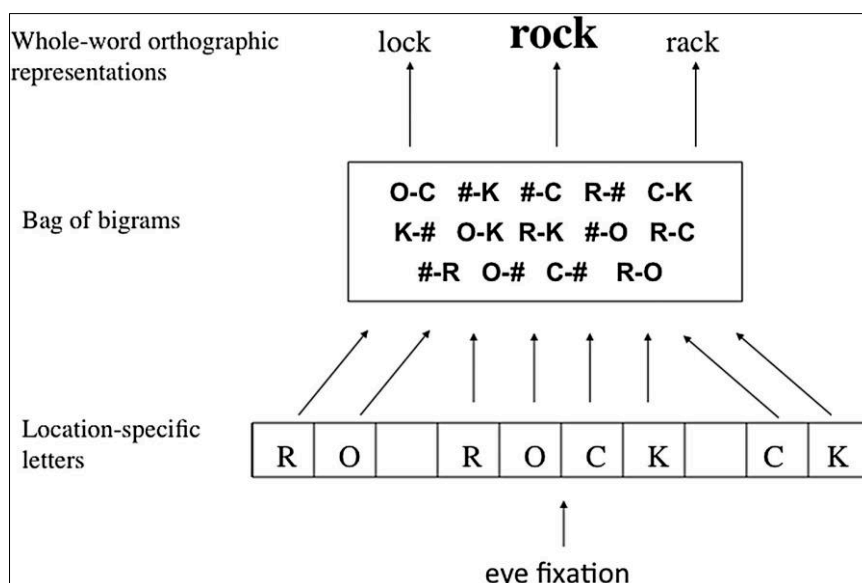 Whole-word orthographic
representations
lock rock rack
Bag of bigrams
O-C #-K #-C R-# C-K
K-# O-K R-K #-O R-C
#-R O-# C-# R-O
Location-specific
letters
R O R O C K C K
eye fixation